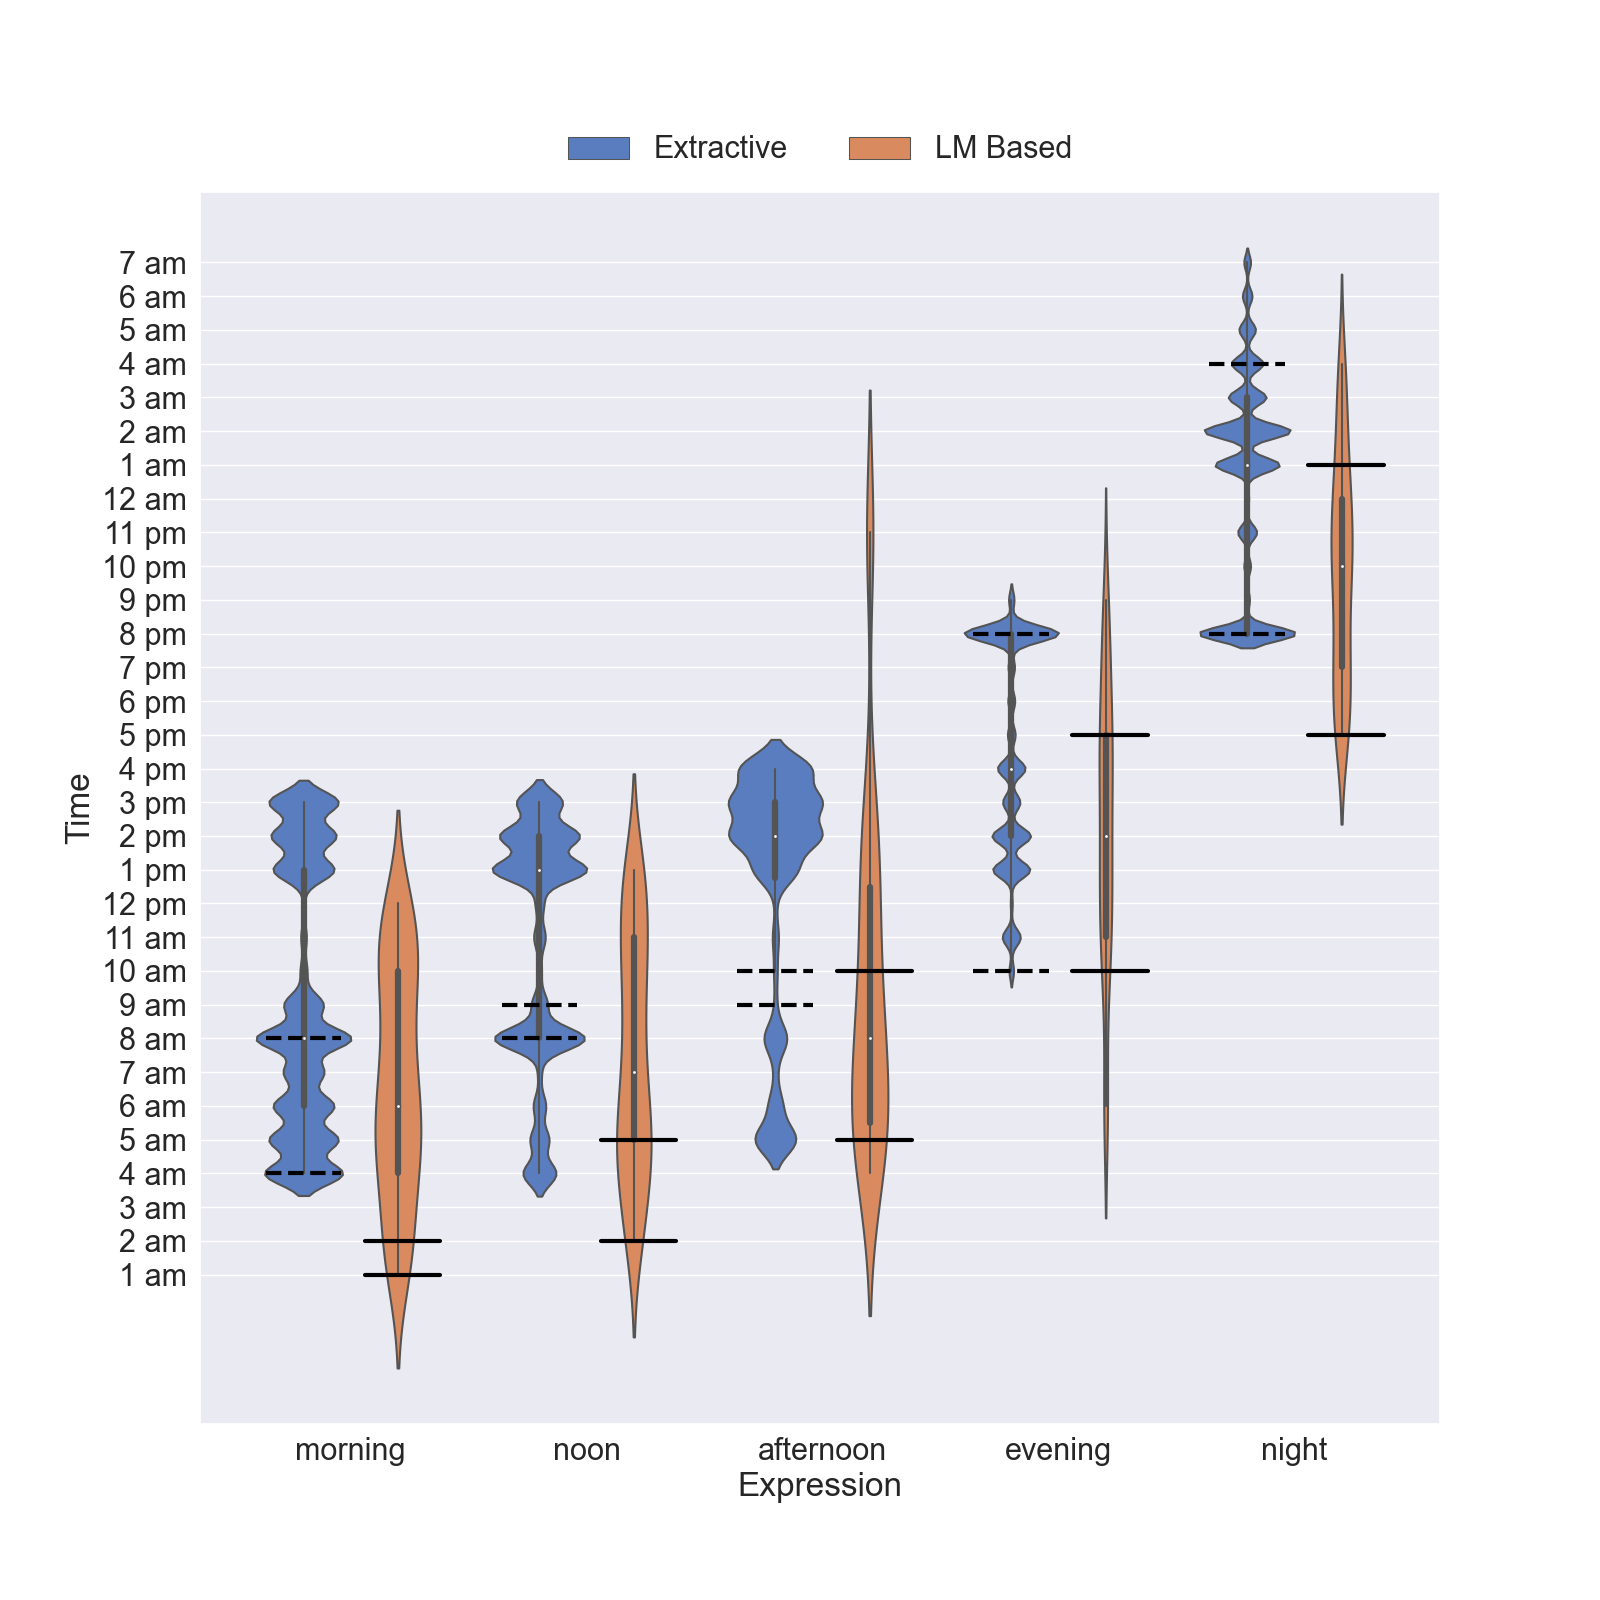 Extractive
LM Based
Time
7 am
6 am
5 am
4 am
3 am
2 am
1 am
12 am
11 pm
10 pm
9 pm
8 pm
7 pm
6 pm
5 pm
4 pm
3 pm
2 pm
1 pm
12 pm
11 am
10 am
9 am
8 am
7 am
6 am
5 am
4 am
3 am
2 am
1 am
morning noon afternoon evening night
Expression